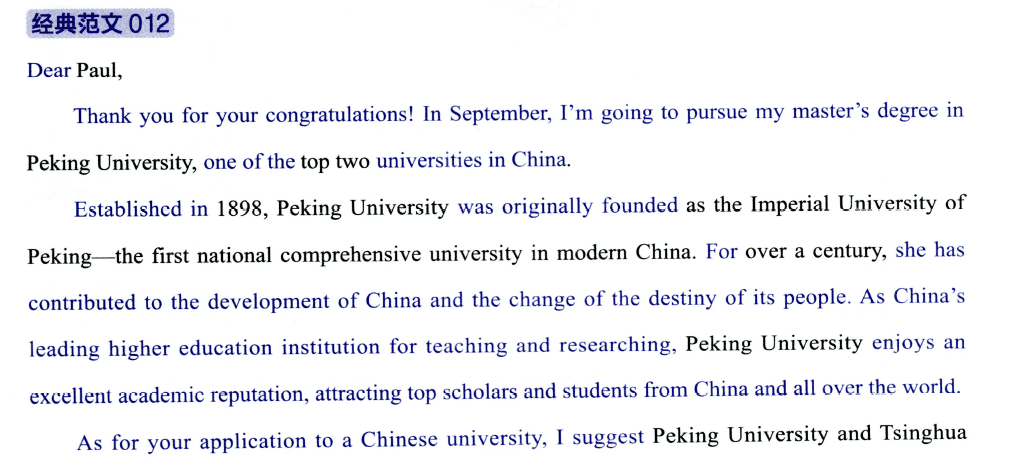 经典范文 012
Dear Paul,
Thank you for your congratulations! In September, I'm going to pursue my master's degree in
Peking University, one of the top two universities in China.
Established in 1898, Peking University was originally founded as the Imperial University of
Peking—the first national comprehensive university in modern China. For over a century, she has
contributed to the development of China and the change of the destiny of its people. As China's
leading higher education institution for teaching and researching, Peking University enjoys an
excellent academic reputation, attracting top scholars and students from China and all over the world.
As for your application to a Chinese university, I suggest Peking University and Tsinghua